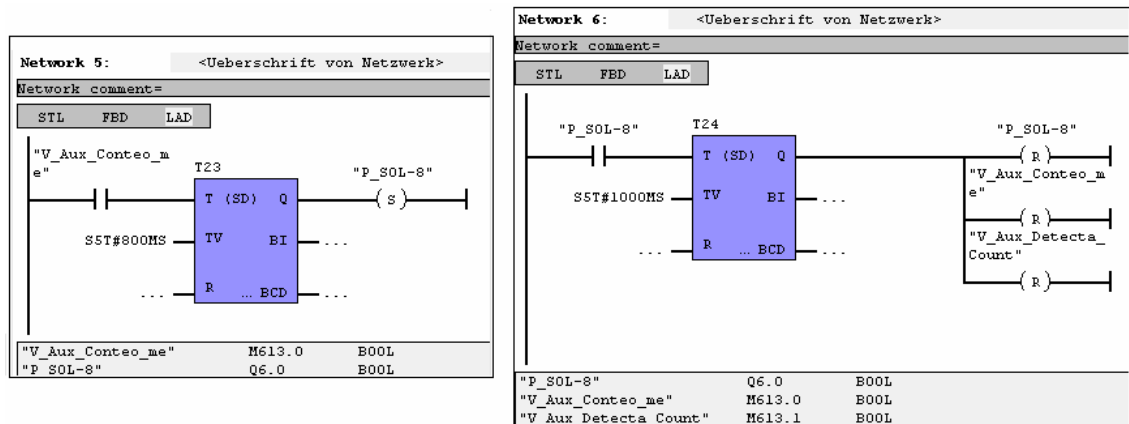 Network 5: <Ueberschrift von Netzwerk>
Network comment=
STL FBD LAD
"V_Aux_Conteo_m
e"
T23
"P_SOL-8"
T (SD) Q
( S )
S5T#800MS TV BI ...
... R ... BCD ...
"V_Aux_Conteo_me" M613.0 BOOL
"P_SOL-8" Q6.0 BOOL
Network 6: <Ueberschrift von Netzwerk>
Network comment=
STL FBD LAD
"P_SOL-8" T24 "P_SOL-8"
T (SD) Q ( R )
"V_Aux_Conteo_m
e"
S5T#1000MS TV BI ... ( R )
"V_Aux_Detecta_
Count"
... R ... BCD ... ( R )
"P_SOL-8" Q6.0 BOOL
"V_Aux_Conteo_me" M613.0 BOOL
"V_Aux_Detecta_Count" M613.1 BOOL